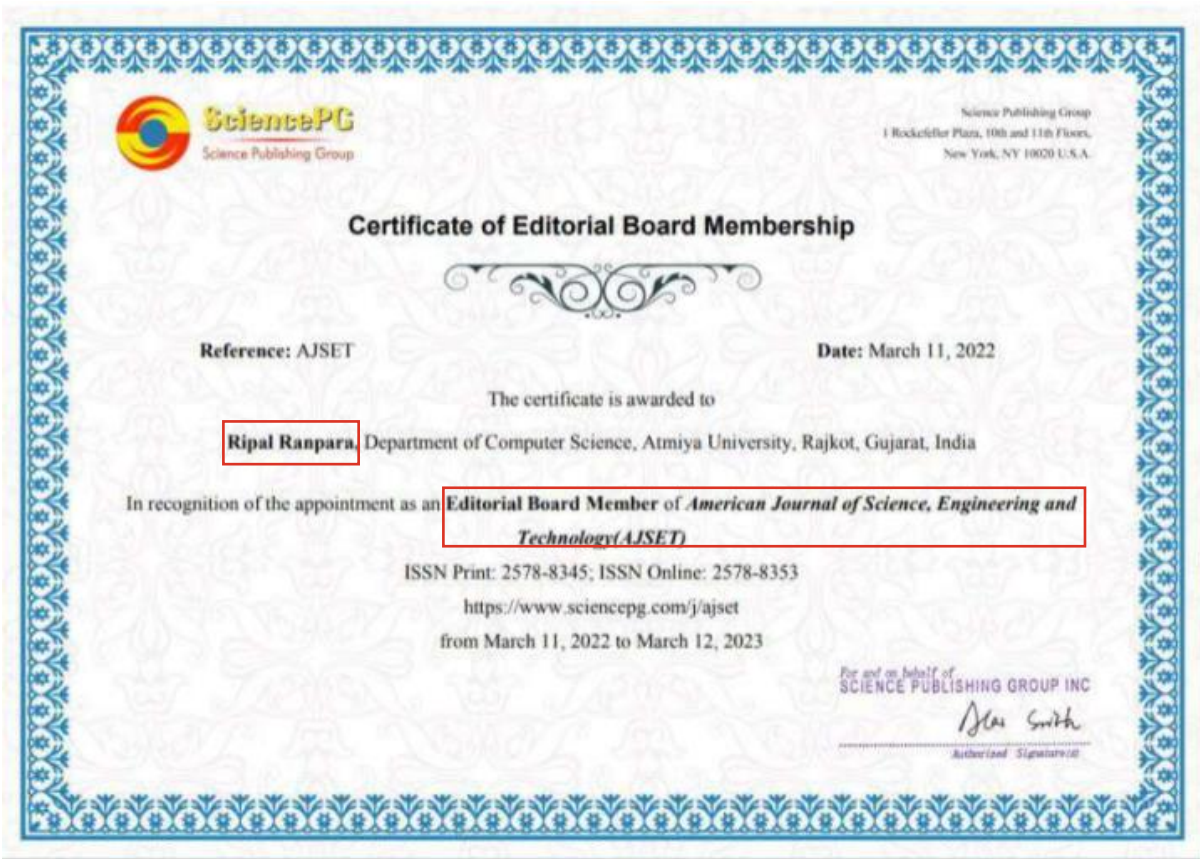 SciencePG
Science Publishing Group
Science Publishing Group
1 Rockefeller Plaza, 10th and 11th Floors,
New York, NY 10020 U.S.A.
Certificate of Editorial Board Membership
Reference: AJSET
Date: March 11, 2022
The certificate is awarded to
Ripal Ranpara, Department of Computer Science, Atmiya University, Rajkot, Gujarat, India
In recognition of the appointment as an Editorial Board Member of American Journal of Science, Engineering and
Technology(AJSET)
ISSN Print: 2578-8345; ISSN Online: 2578-8353
https://www.sciencepg.com/j/ajset
from March 11, 2022 to March 12, 2023
For and on behalf of
SCIENCE PUBLISHING GROUP INC
Smith
Authorized Signature(s)